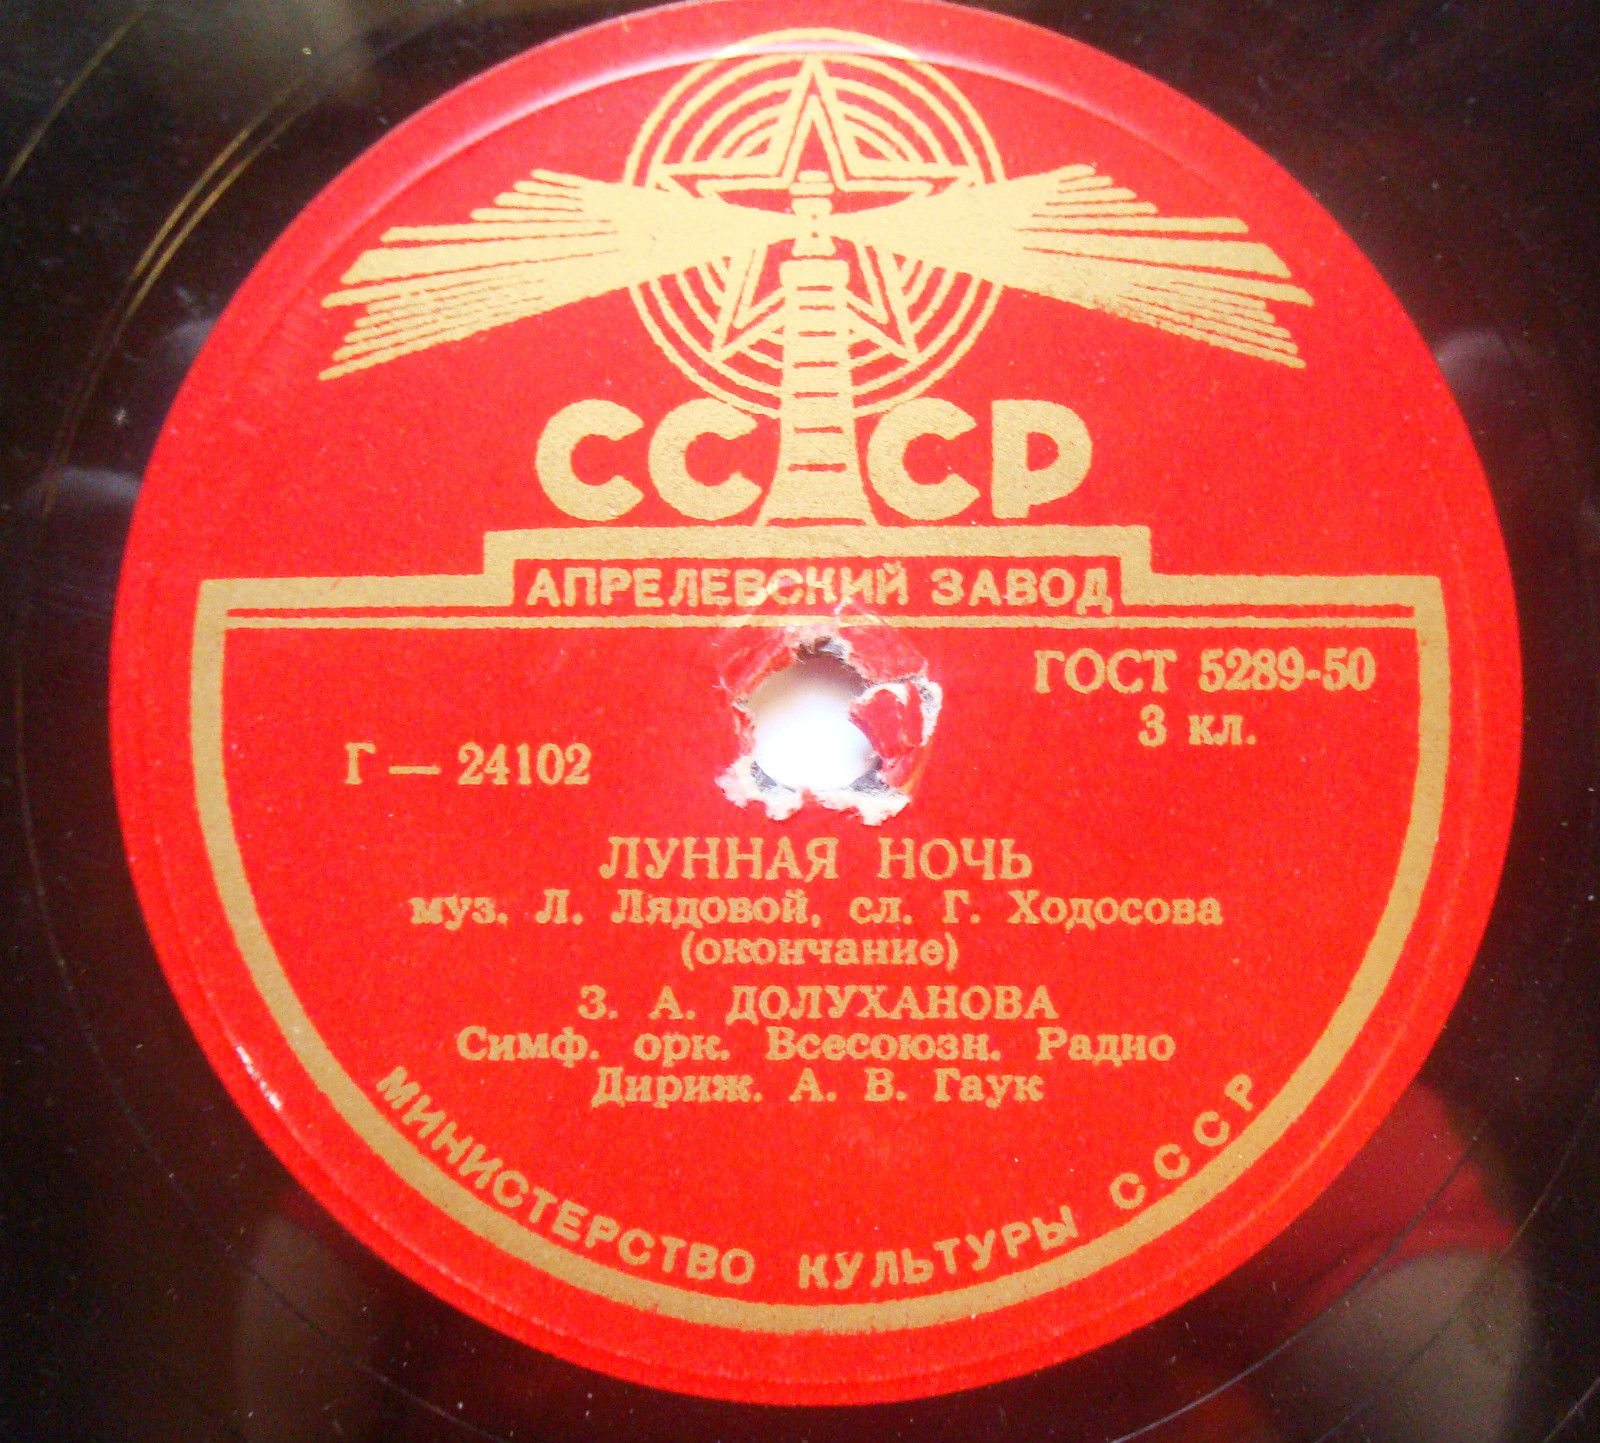 СССР
АПРЕЛЕВСКИЙ ЗАВОД
ГОСТ 5289-50
3 кл.
Г — 24102
ЛУННАЯ НОЧЬ
муз. Л. Лядовой, сл. Г. Ходосова
(окончание)
З. А. ДОЛУХАНОВА
Симф. орк. Всесоюзн. Радио
Дириж. А. В. Гаук
МИНИСТЕРСТВО КУЛЬТУРЫ СССР